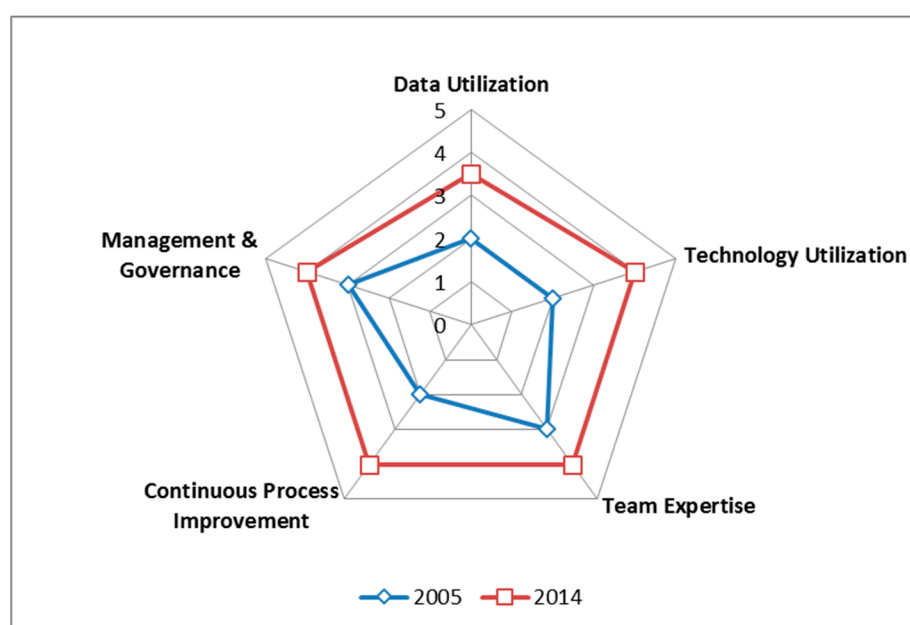 Data Utilization
5
4
3
2
1
0
Technology Utilization
Management &
Governance
Continuous Process
Improvement
Team Expertise
2005
2014